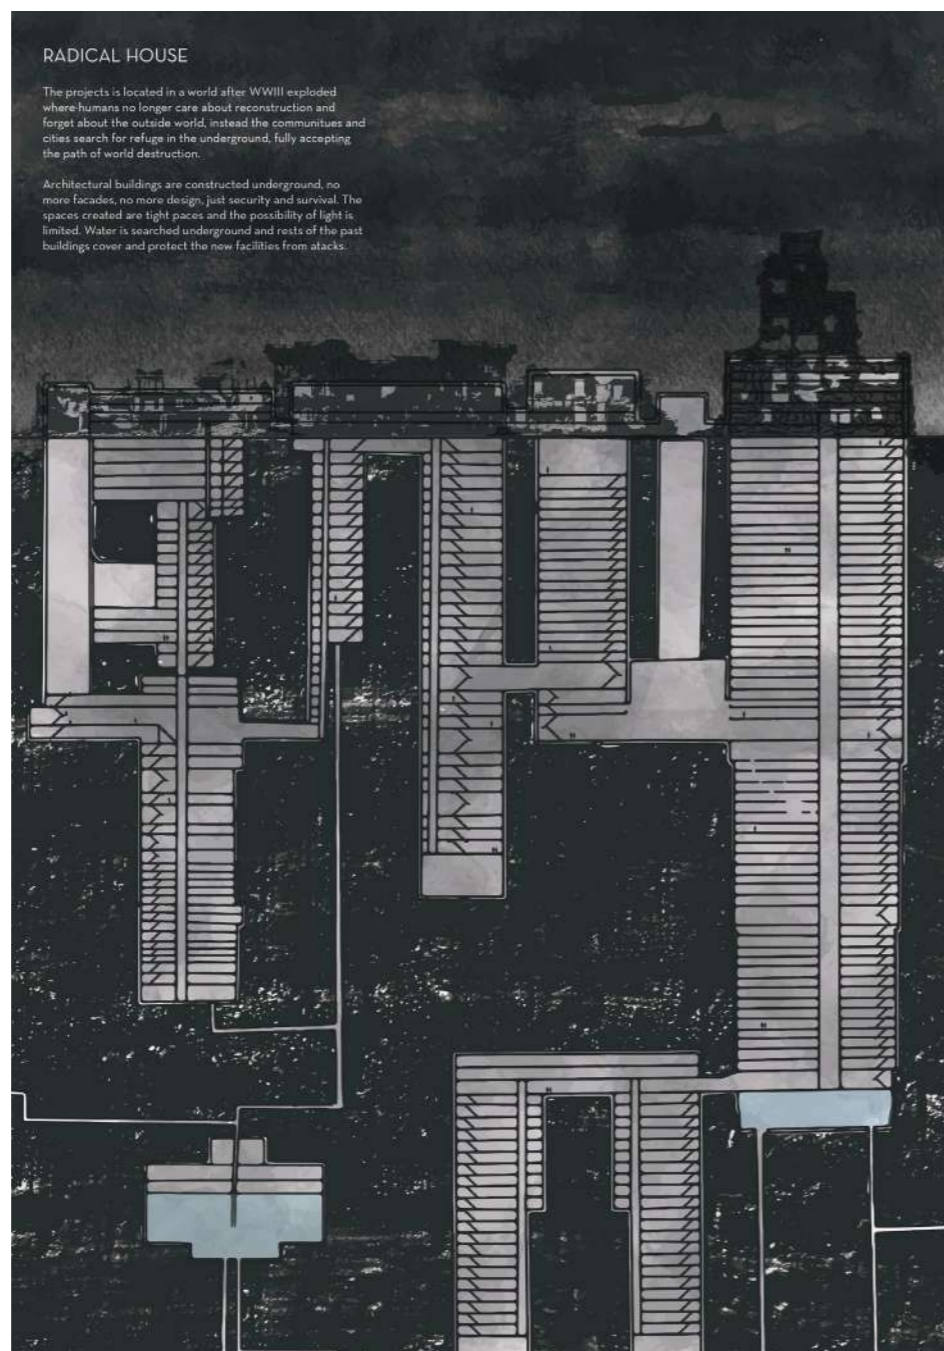 RADICAL HOUSE
The projects is located in a world after WWIII exploded
where humans no longer care about reconstruction and
forget about the outside world, instead the communitues and
cities search for refuge in the underground, fully accepting
the path of world destruction.
Architectural buildings are constructed underground, no
more facades, no more design, just security and survival. The
spaces created are tight paces and the possibility of light is
limited. Water is searched underground and rests of the past
buildings cover and protect the new facilities from atacks.